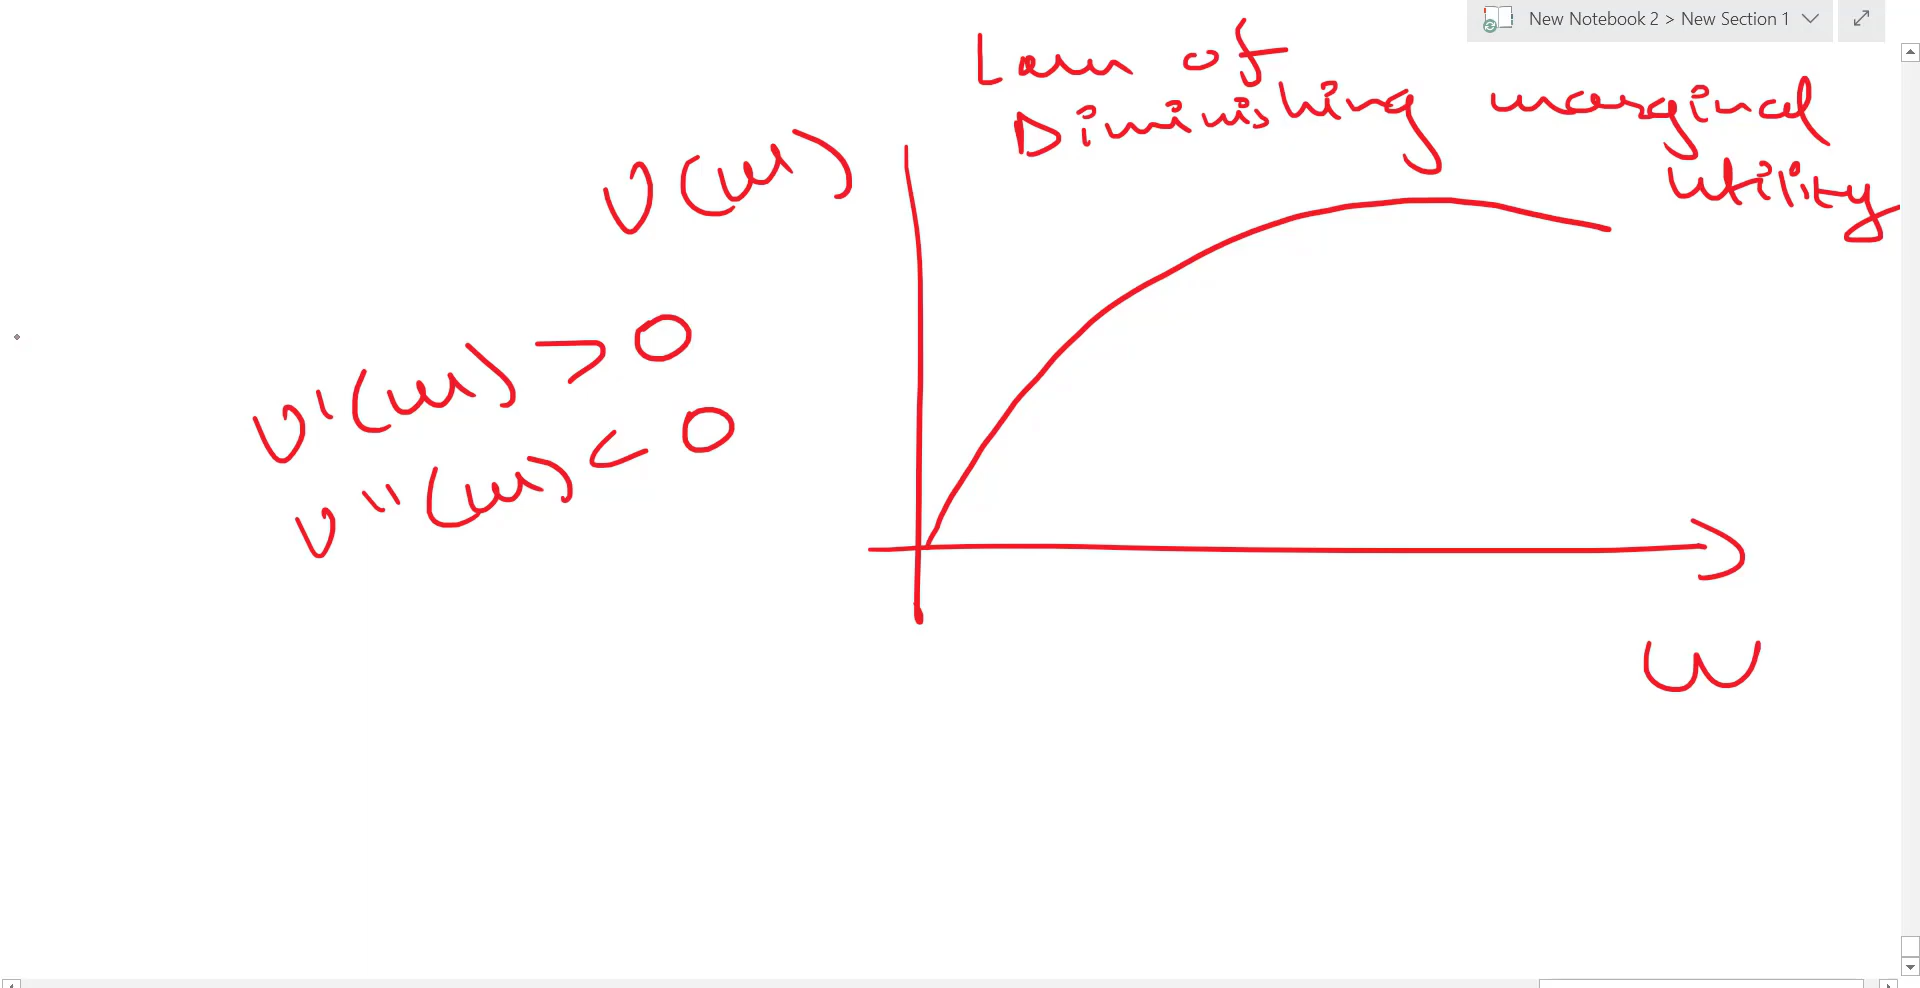 New Notebook 2 > New Section 1
Law of
Diminishing marginal
utility
U(w)
U'(w) > 0
U"(w) < 0
W